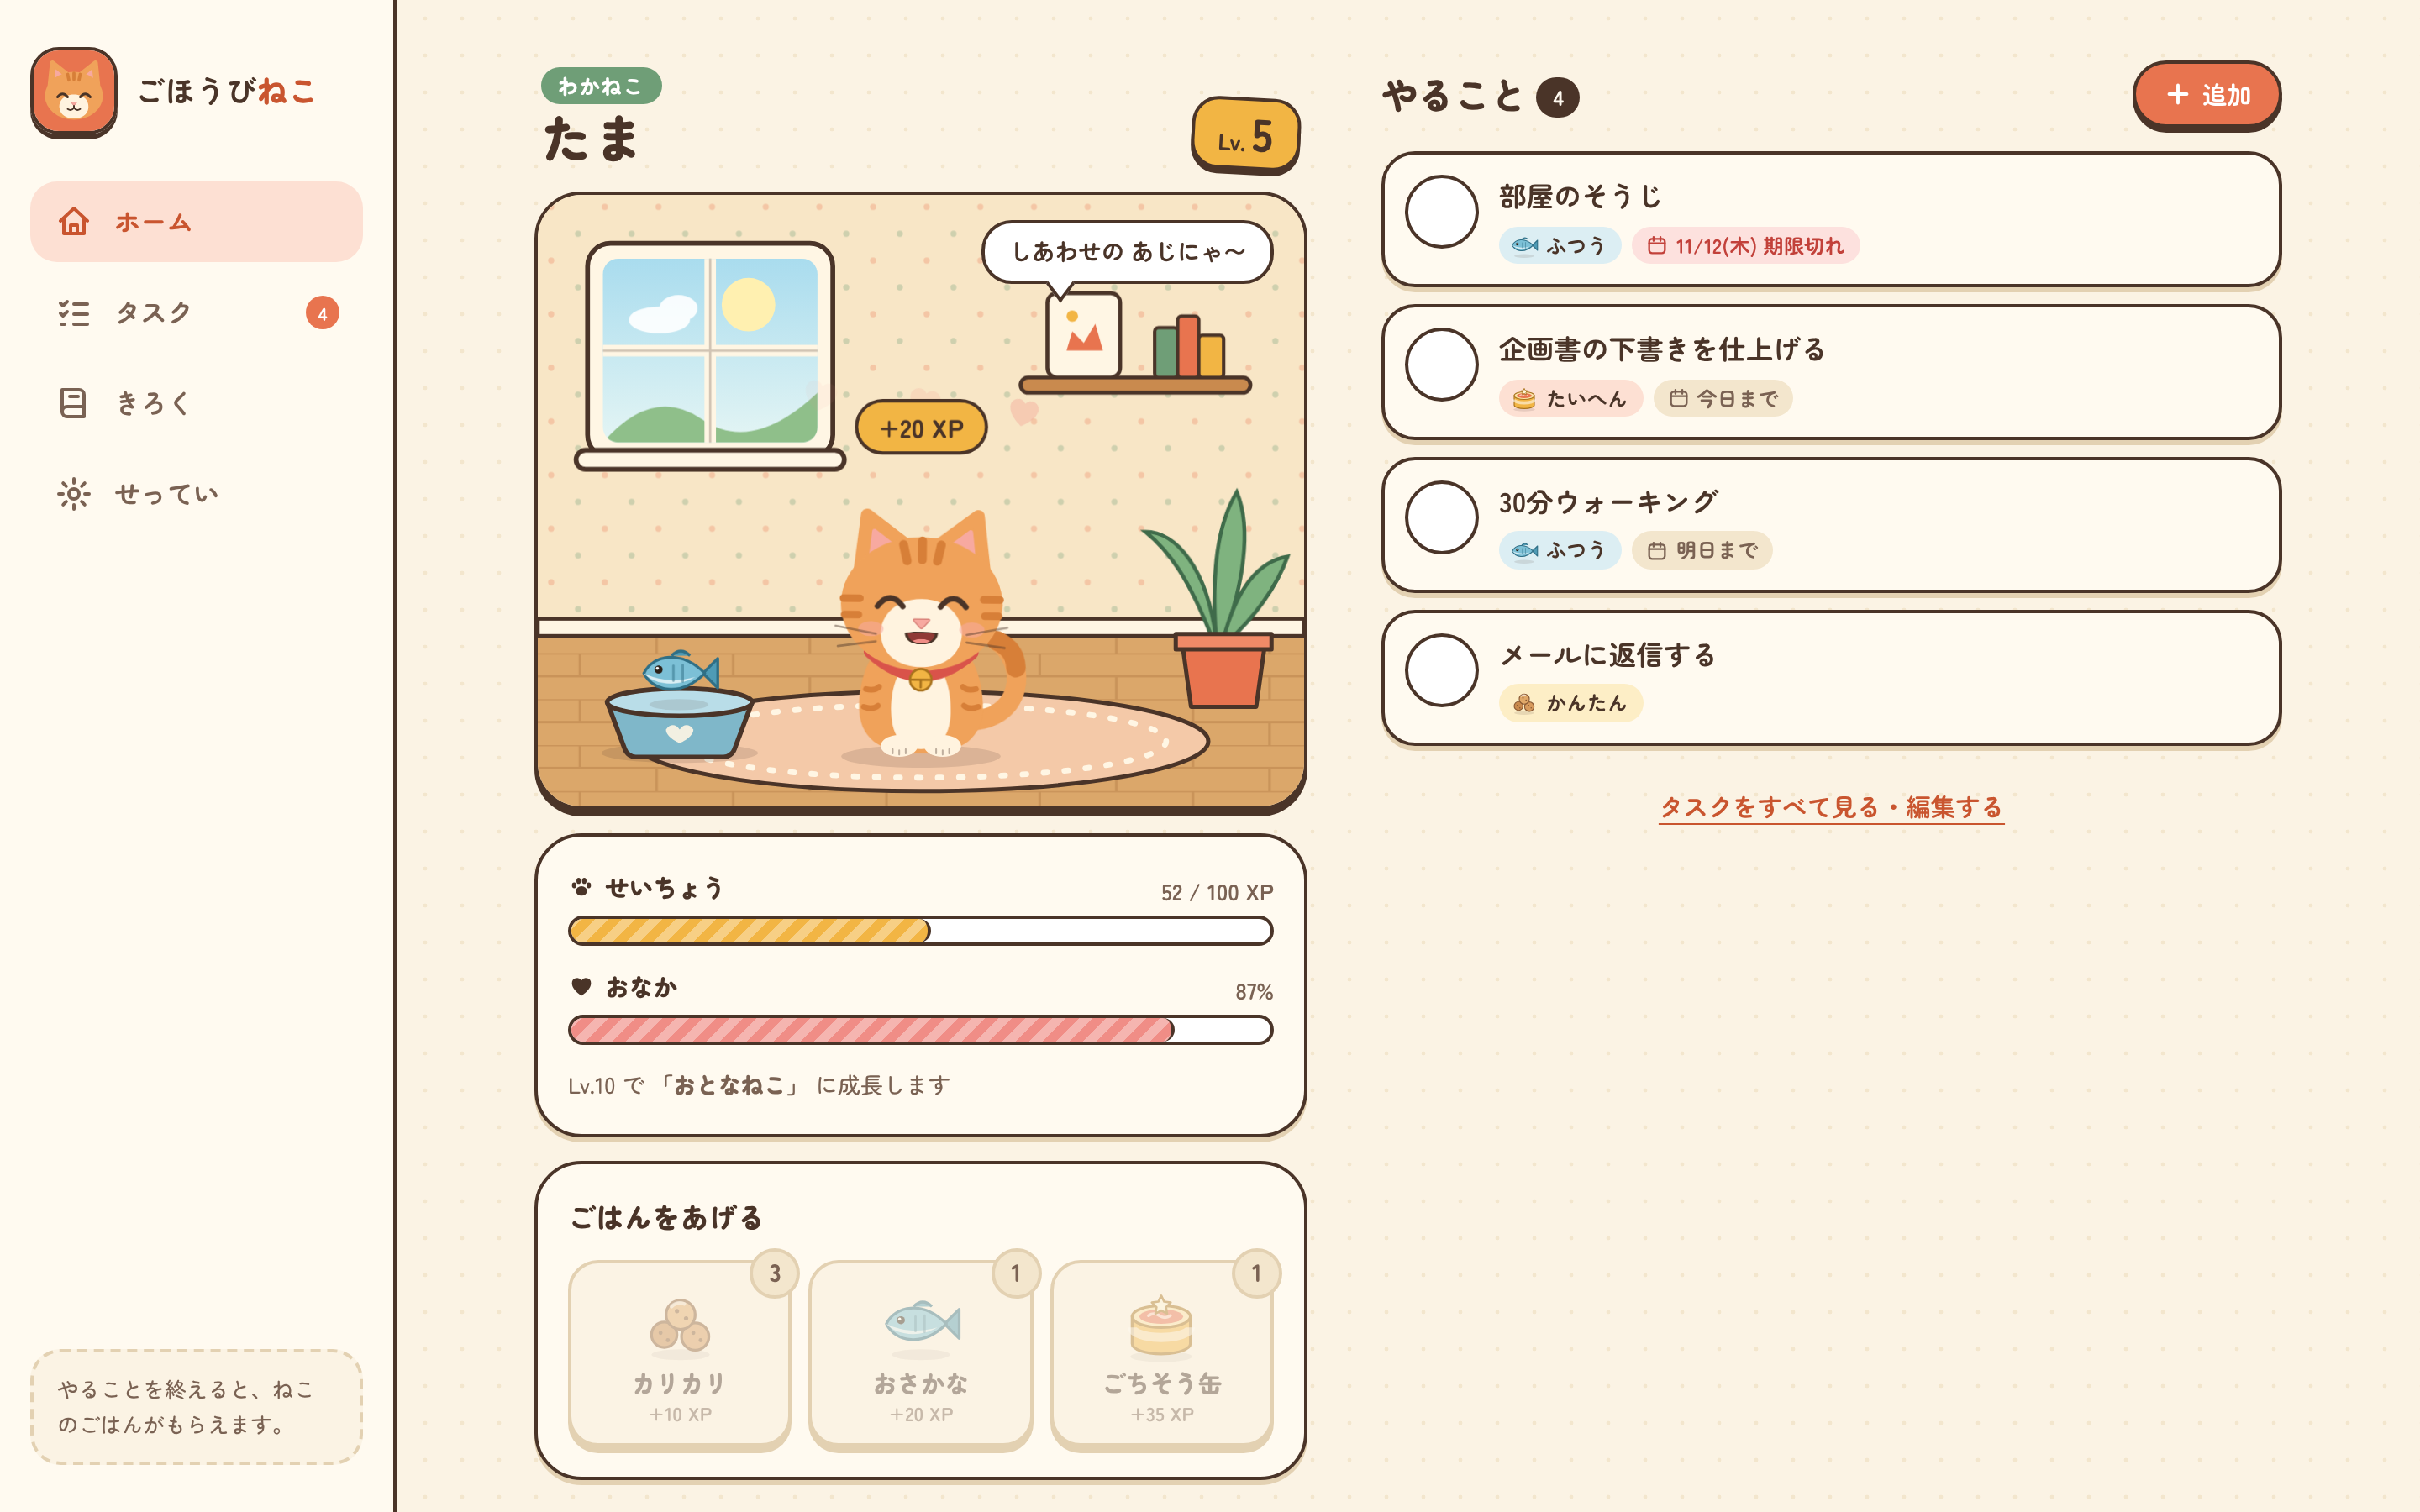 ごほうびねこ
ホーム
タスク 4
きろく
せってい
やることを終えると、ねこ
のごはんがもらえます。
わかねこ
たま
Lv. 5
しあわせの あじにゃ〜
+20 XP
せいちょう 52 / 100 XP
おなか 87%
Lv.10 で 「おとなねこ」 に成長します
ごはんをあげる
3
カリカリ
+10 XP
1
おさかな
+20 XP
1
ごちそう缶
+35 XP
やること 4
+ 追加
部屋のそうじ
ふつう 11/12(木) 期限切れ
企画書の下書きを仕上げる
たいへん 今日まで
30分ウォーキング
ふつう 明日まで
メールに返信する
かんたん
タスクをすべて見る・編集する